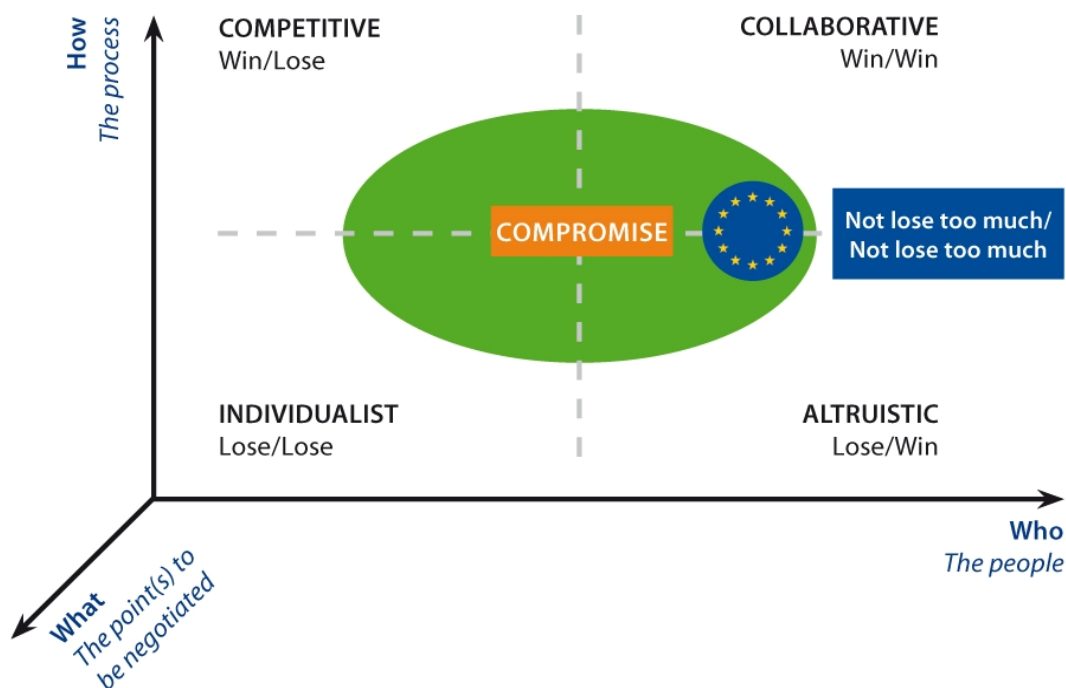 How
The process
COMPETITIVE
Win/Lose
COLLABORATIVE
Win/Win
COMPROMISE
Not lose too much/
Not lose too much
INDIVIDUALIST
Lose/Lose
ALTRUISTIC
Lose/Win
Who
The people
What
The point(s) to
be negotiated